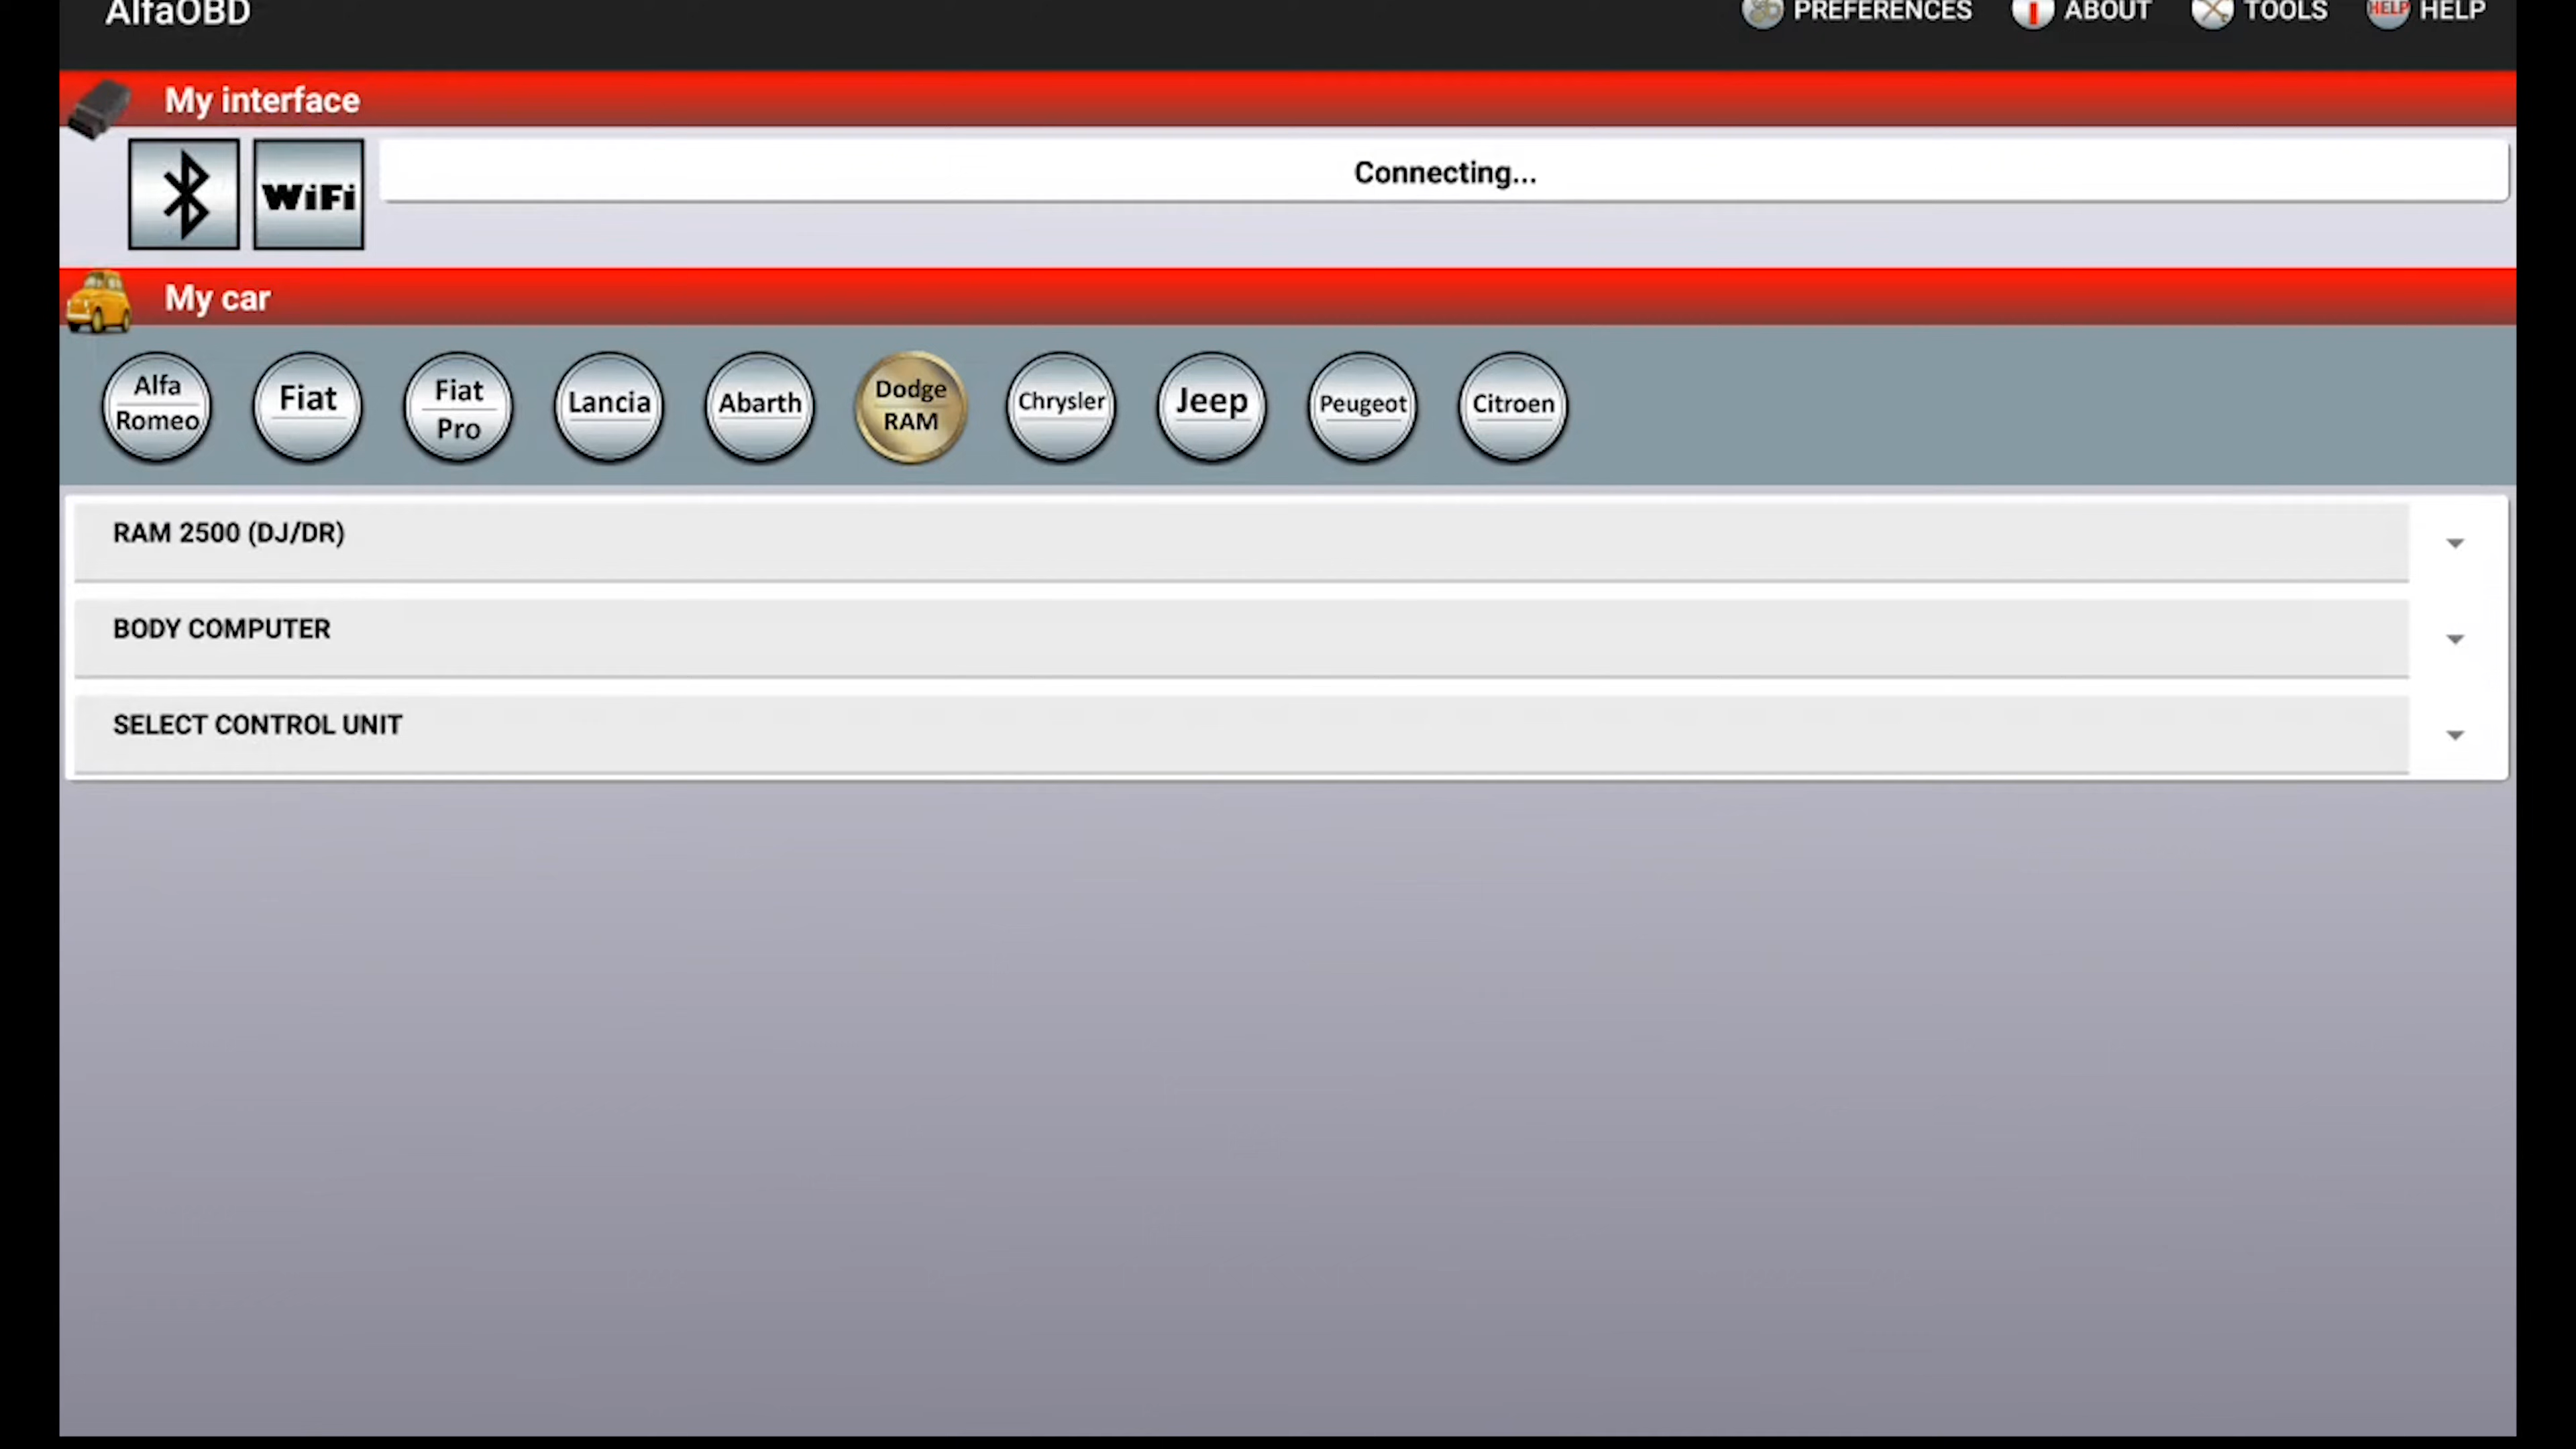 AlfaOBD
PREFERENCES ABOUT TOOLS HELP HELP
My interface
WiFi
Connecting...
My car
Alfa Romeo
Fiat
Fiat Pro
Lancia
Abarth
Dodge RAM
Chrysler
Jeep
Peugeot
Citroen
RAM 2500 (DJ/DR)
BODY COMPUTER
SELECT CONTROL UNIT